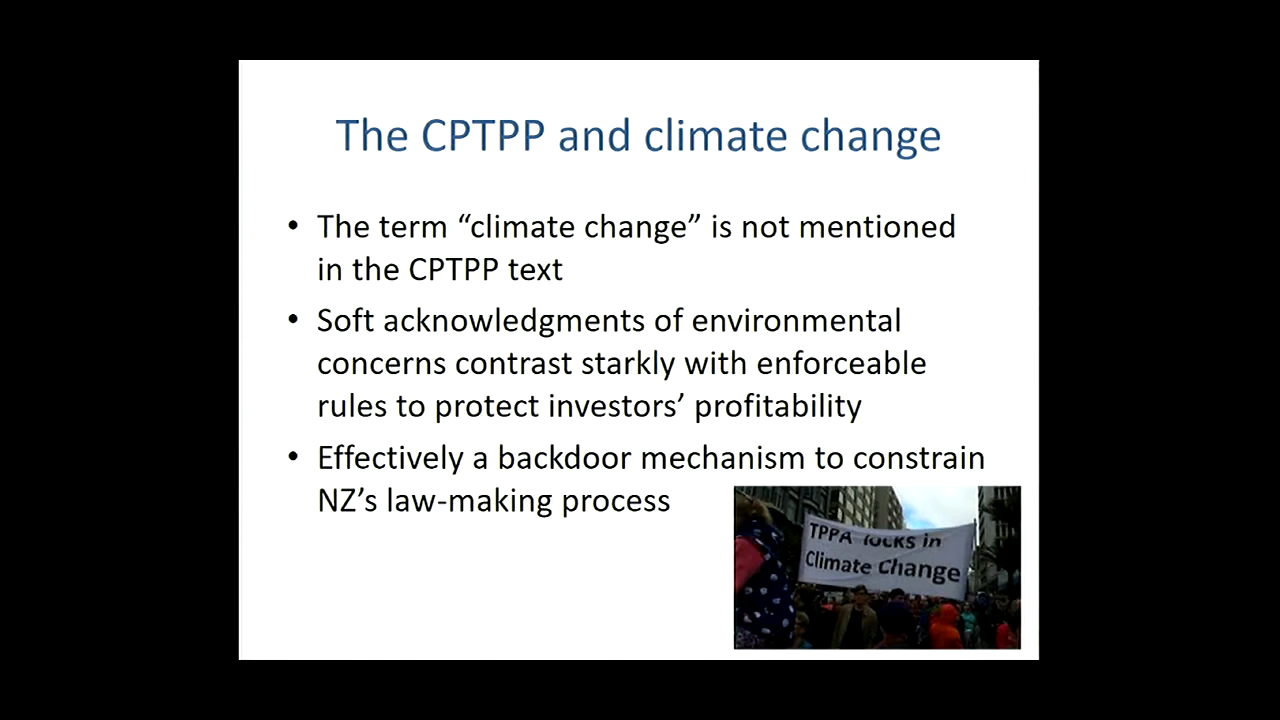 The CPTPP and climate change
• The term “climate change” is not mentioned
in the CPTPP text
• Soft acknowledgments of environmental
concerns contrast starkly with enforceable
rules to protect investors’ profitability
• Effectively a backdoor mechanism to constrain
NZ’s law-making process
TPPA locks in
Climate Change